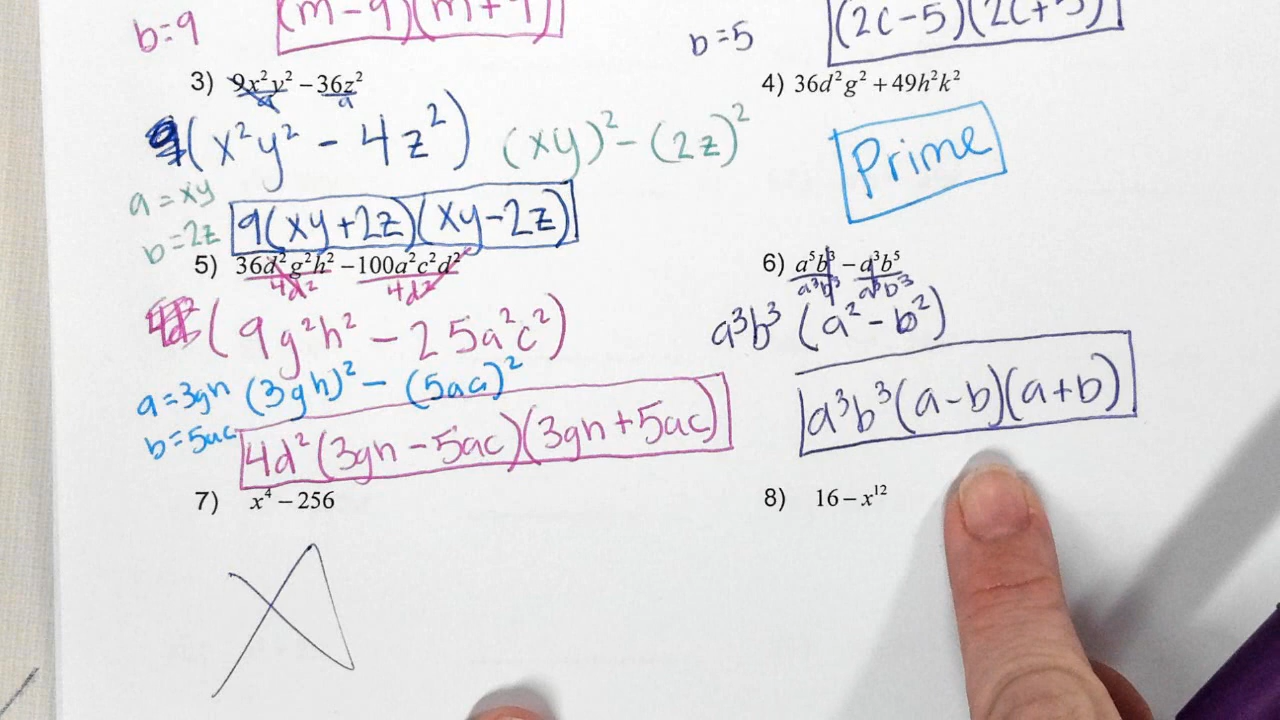 b=9
(m-9)(m+9)
b=5
(2c-5)(2c+5)
3) 9x²y² – 36z²
9 9
9(x²y² - 4z²) (xy)² - (2z)²
a=xy
b=2z
9(xy+2z)(xy-2z)
4) 36d²g² + 49h²k²
Prime
5) 36d²g²h² – 100a²c²d²
4d² 4d²
4d²(9g²h² - 25a²c²)
a=3gh (3gh)² - (5ac)²
b=5ac
4d²(3gh-5ac)(3gh+5ac)
6) a⁵b³ – a³b⁵
a³b³ a³b³
a³b³(a²-b²)
a³b³(a-b)(a+b)
7) x⁴ – 256
8) 16 – x¹²